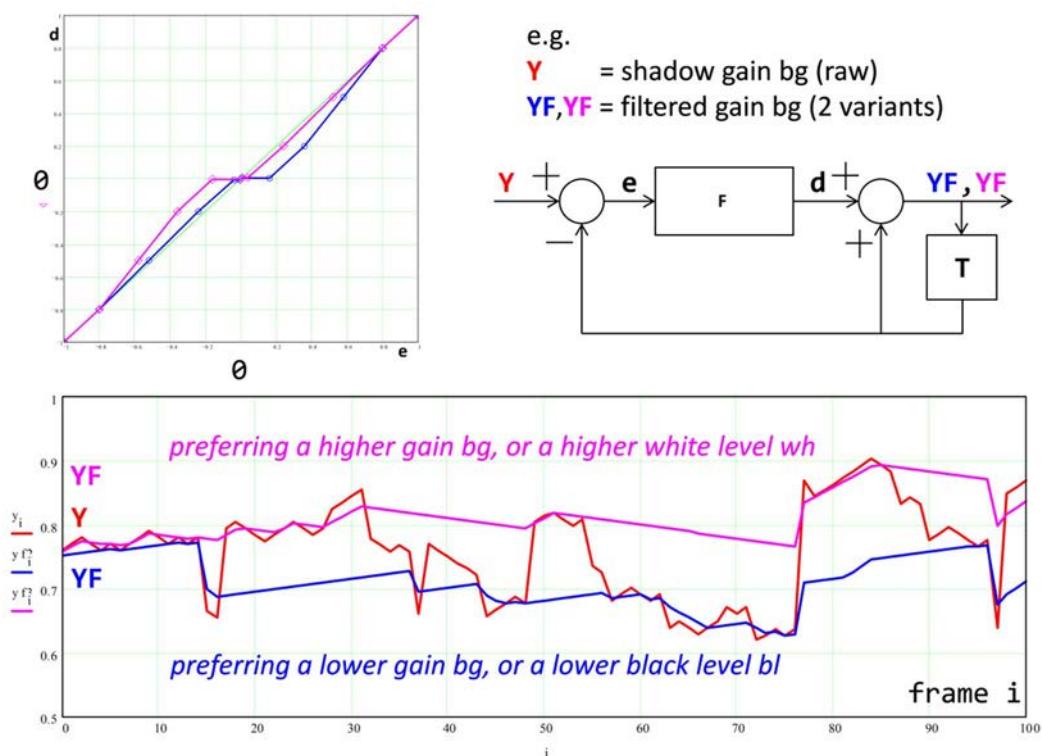 d
0
e
0
e.g.
Y = shadow gain bg (raw)
YF,YF = filtered gain bg (2 variants)
Y + e F d + YF, YF
−
+
T
1
0.9
0.8
0.7
0.6
0.5
preferring a higher gain bg, or a higher white level wh
YF
Y
YF
preferring a lower gain bg, or a lower black level bl
frame i
0 10 20 30 40 50 60 70 80 90 100
i